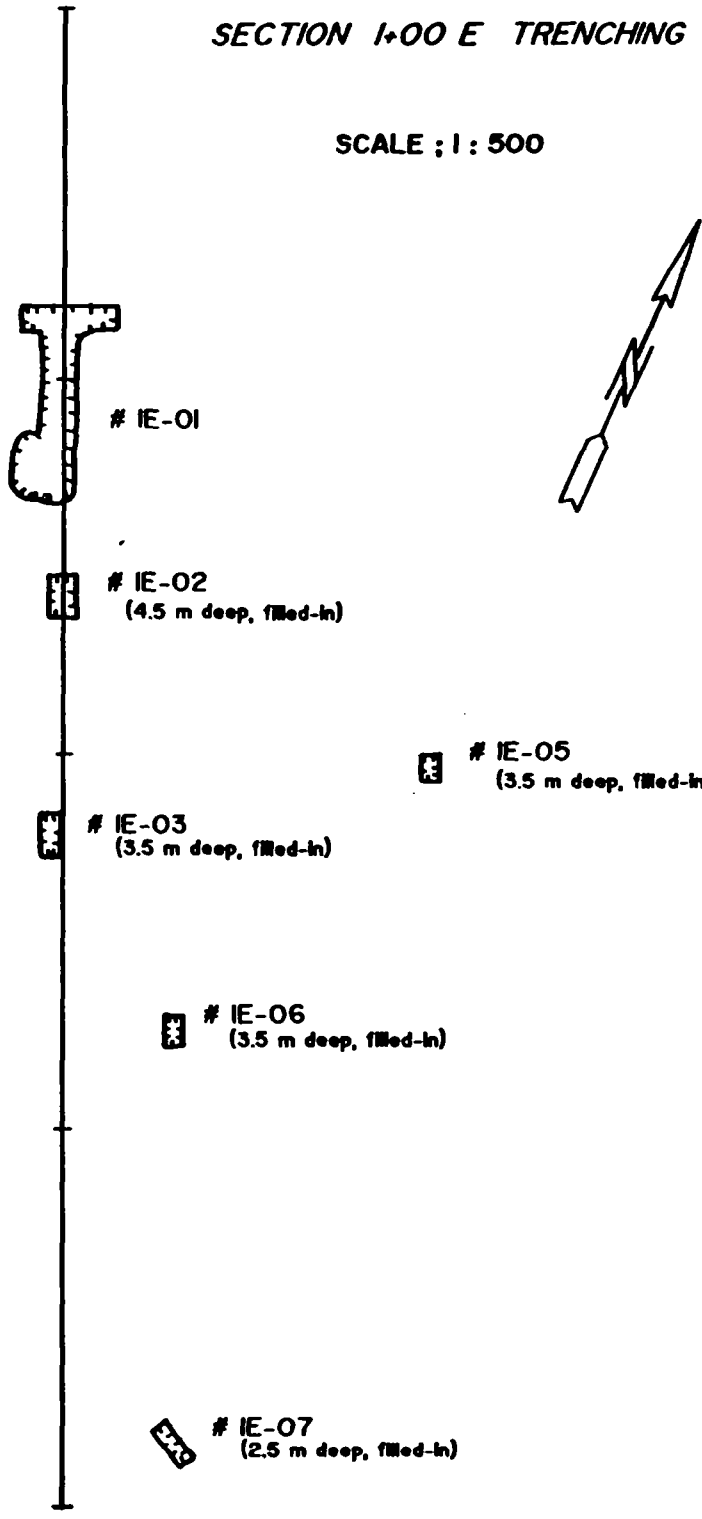 SECTION 1+00 E TRENCHING
SCALE ; 1 : 500
N
# 1E-01
# 1E-02
(4.5 m deep, filled-in)
# 1E-05
(3.5 m deep, filled-in
# 1E-03
(3.5 m deep, filled-in)
# 1E-06
(3.5 m deep, filled-in)
# 1E-07
(2.5 m deep, filled-in)